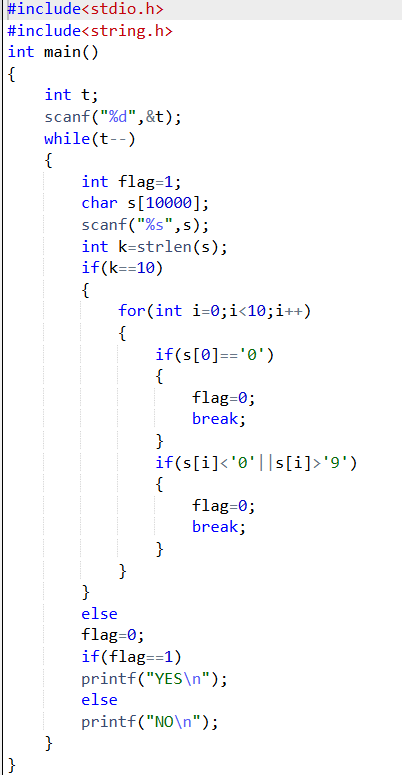 #include<stdio.h>
#include<string.h>
int main()
{
    int t;
    scanf("%d",&t);
    while(t--)
    {
        int flag=1;
        char s[10000];
        scanf("%s",s);
        int k=strlen(s);
        if(k==10)
        {
            for(int i=0;i<10;i++)
            {
                if(s[0]=='0')
                {
                    flag=0;
                    break;
                }
                if(s[i]<'0'||s[i]>'9')
                {
                    flag=0;
                    break;
                }
            }
        }
        else
        flag=0;
        if(flag==1)
        printf("YES\n");
        else
        printf("NO\n");
    }
}